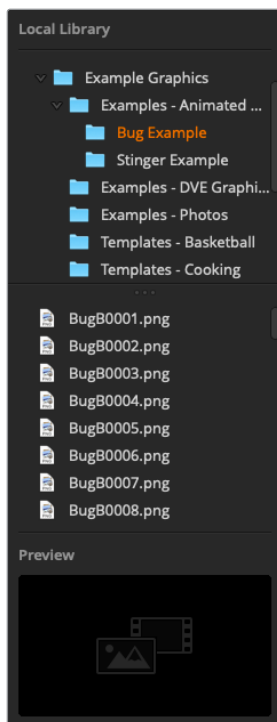 Local Library
Example Graphics
Examples - Animated ...
Bug Example
Stinger Example
Examples - DVE Graphi...
Examples - Photos
Templates - Basketball
Templates - Cooking
BugB0001.png
BugB0002.png
BugB0003.png
BugB0004.png
BugB0005.png
BugB0006.png
BugB0007.png
BugB0008.png
Preview